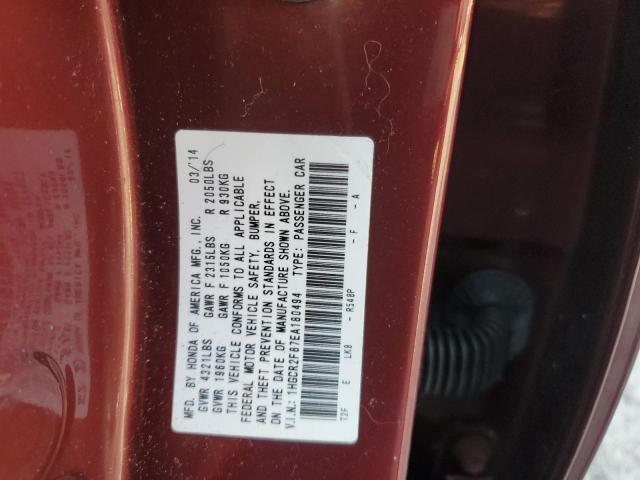 MFD. BY HONDA OF AMERICA MFG., INC. 03/'14
GVWR 4321LBS GAWR F 2315LBS R 2050LBS
GVWR 1960KG GAWR F 1050KG R 930KG
THIS VEHICLE CONFORMS TO ALL APPLICABLE
FEDERAL MOTOR VEHICLE SAFETY, BUMPER,
AND THEFT PREVENTION STANDARDS IN EFFECT
ON THE DATE OF MANUFACTURE SHOWN ABOVE.
V.I.N.: 1HGCR2F87EA180494 TYPE: PASSENGER CAR
T2F E LK8 - R548P - F - A